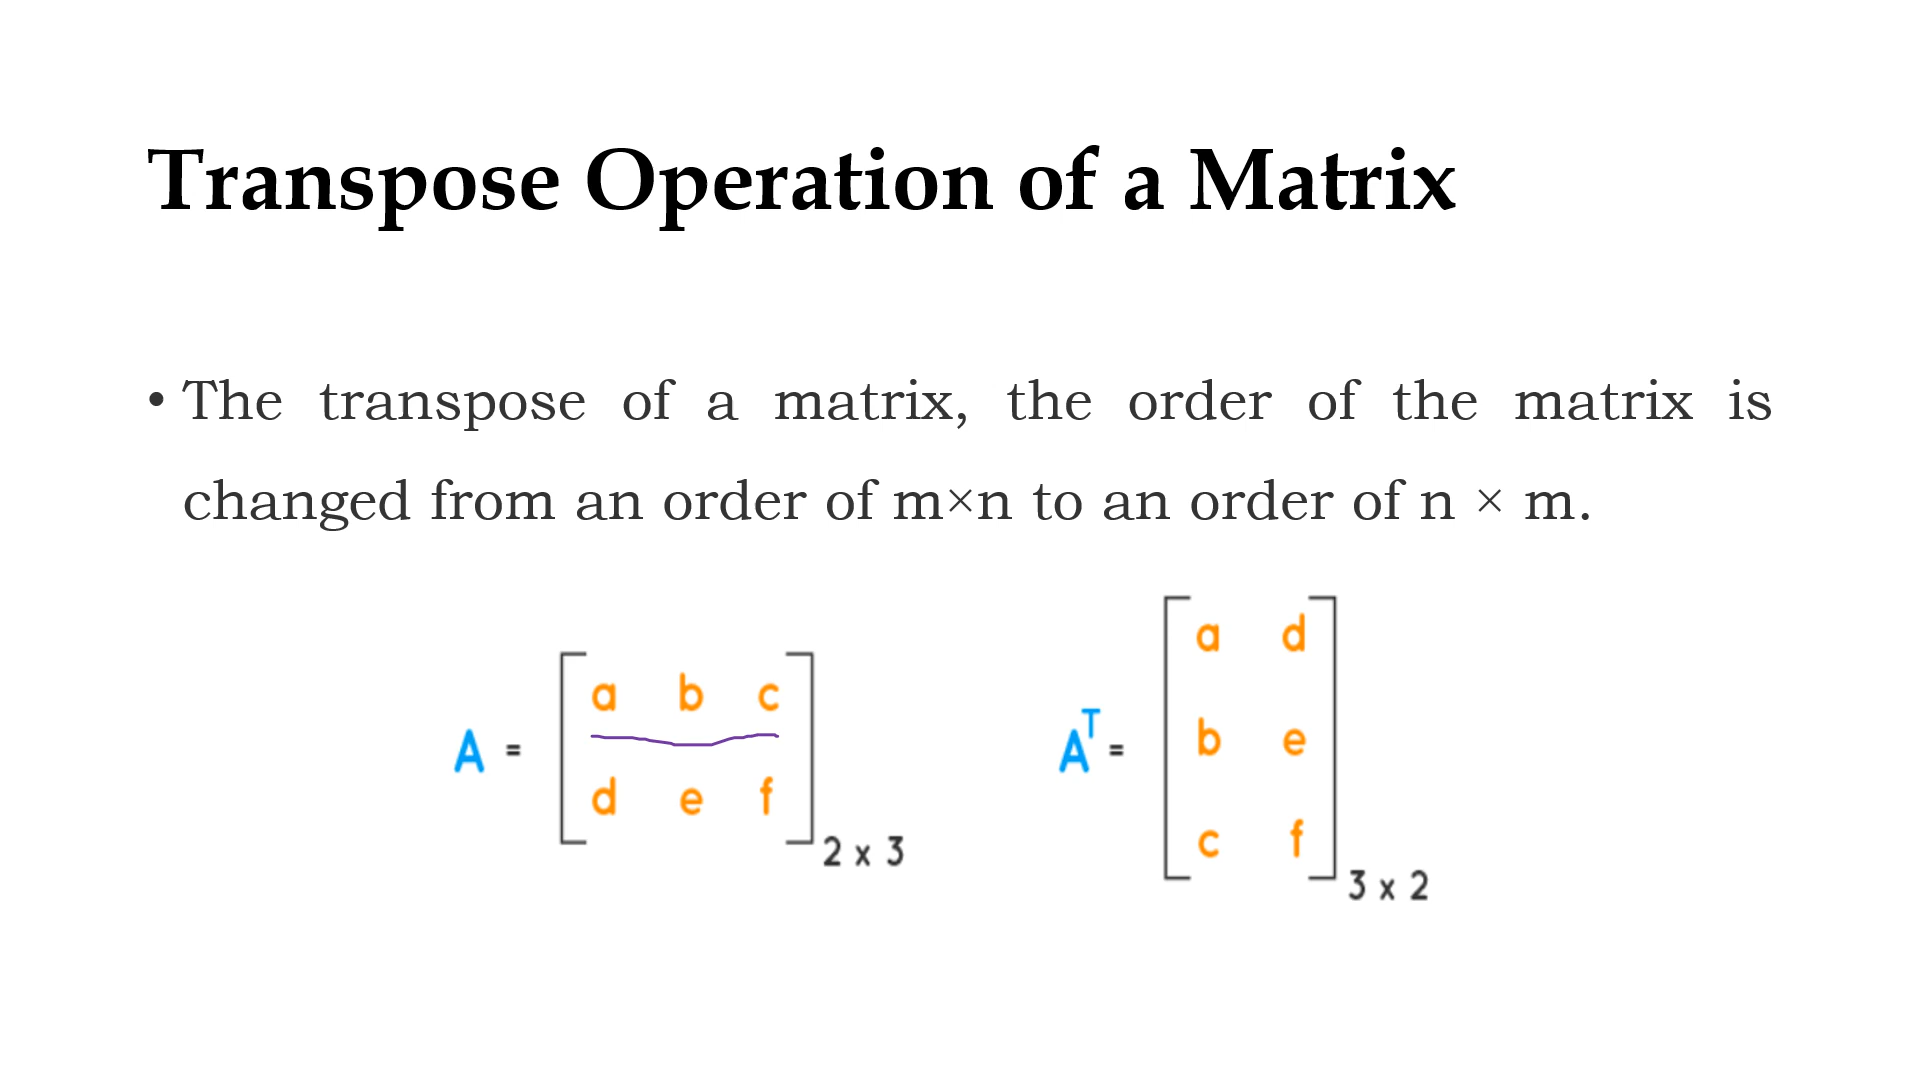 Transpose Operation of a Matrix
• The transpose of a matrix, the order of the matrix is
changed from an order of m×n to an order of n × m.
A = [ a b c
d e f ] 2 x 3
Aᵀ = [ a d
b e
c f ] 3 x 2